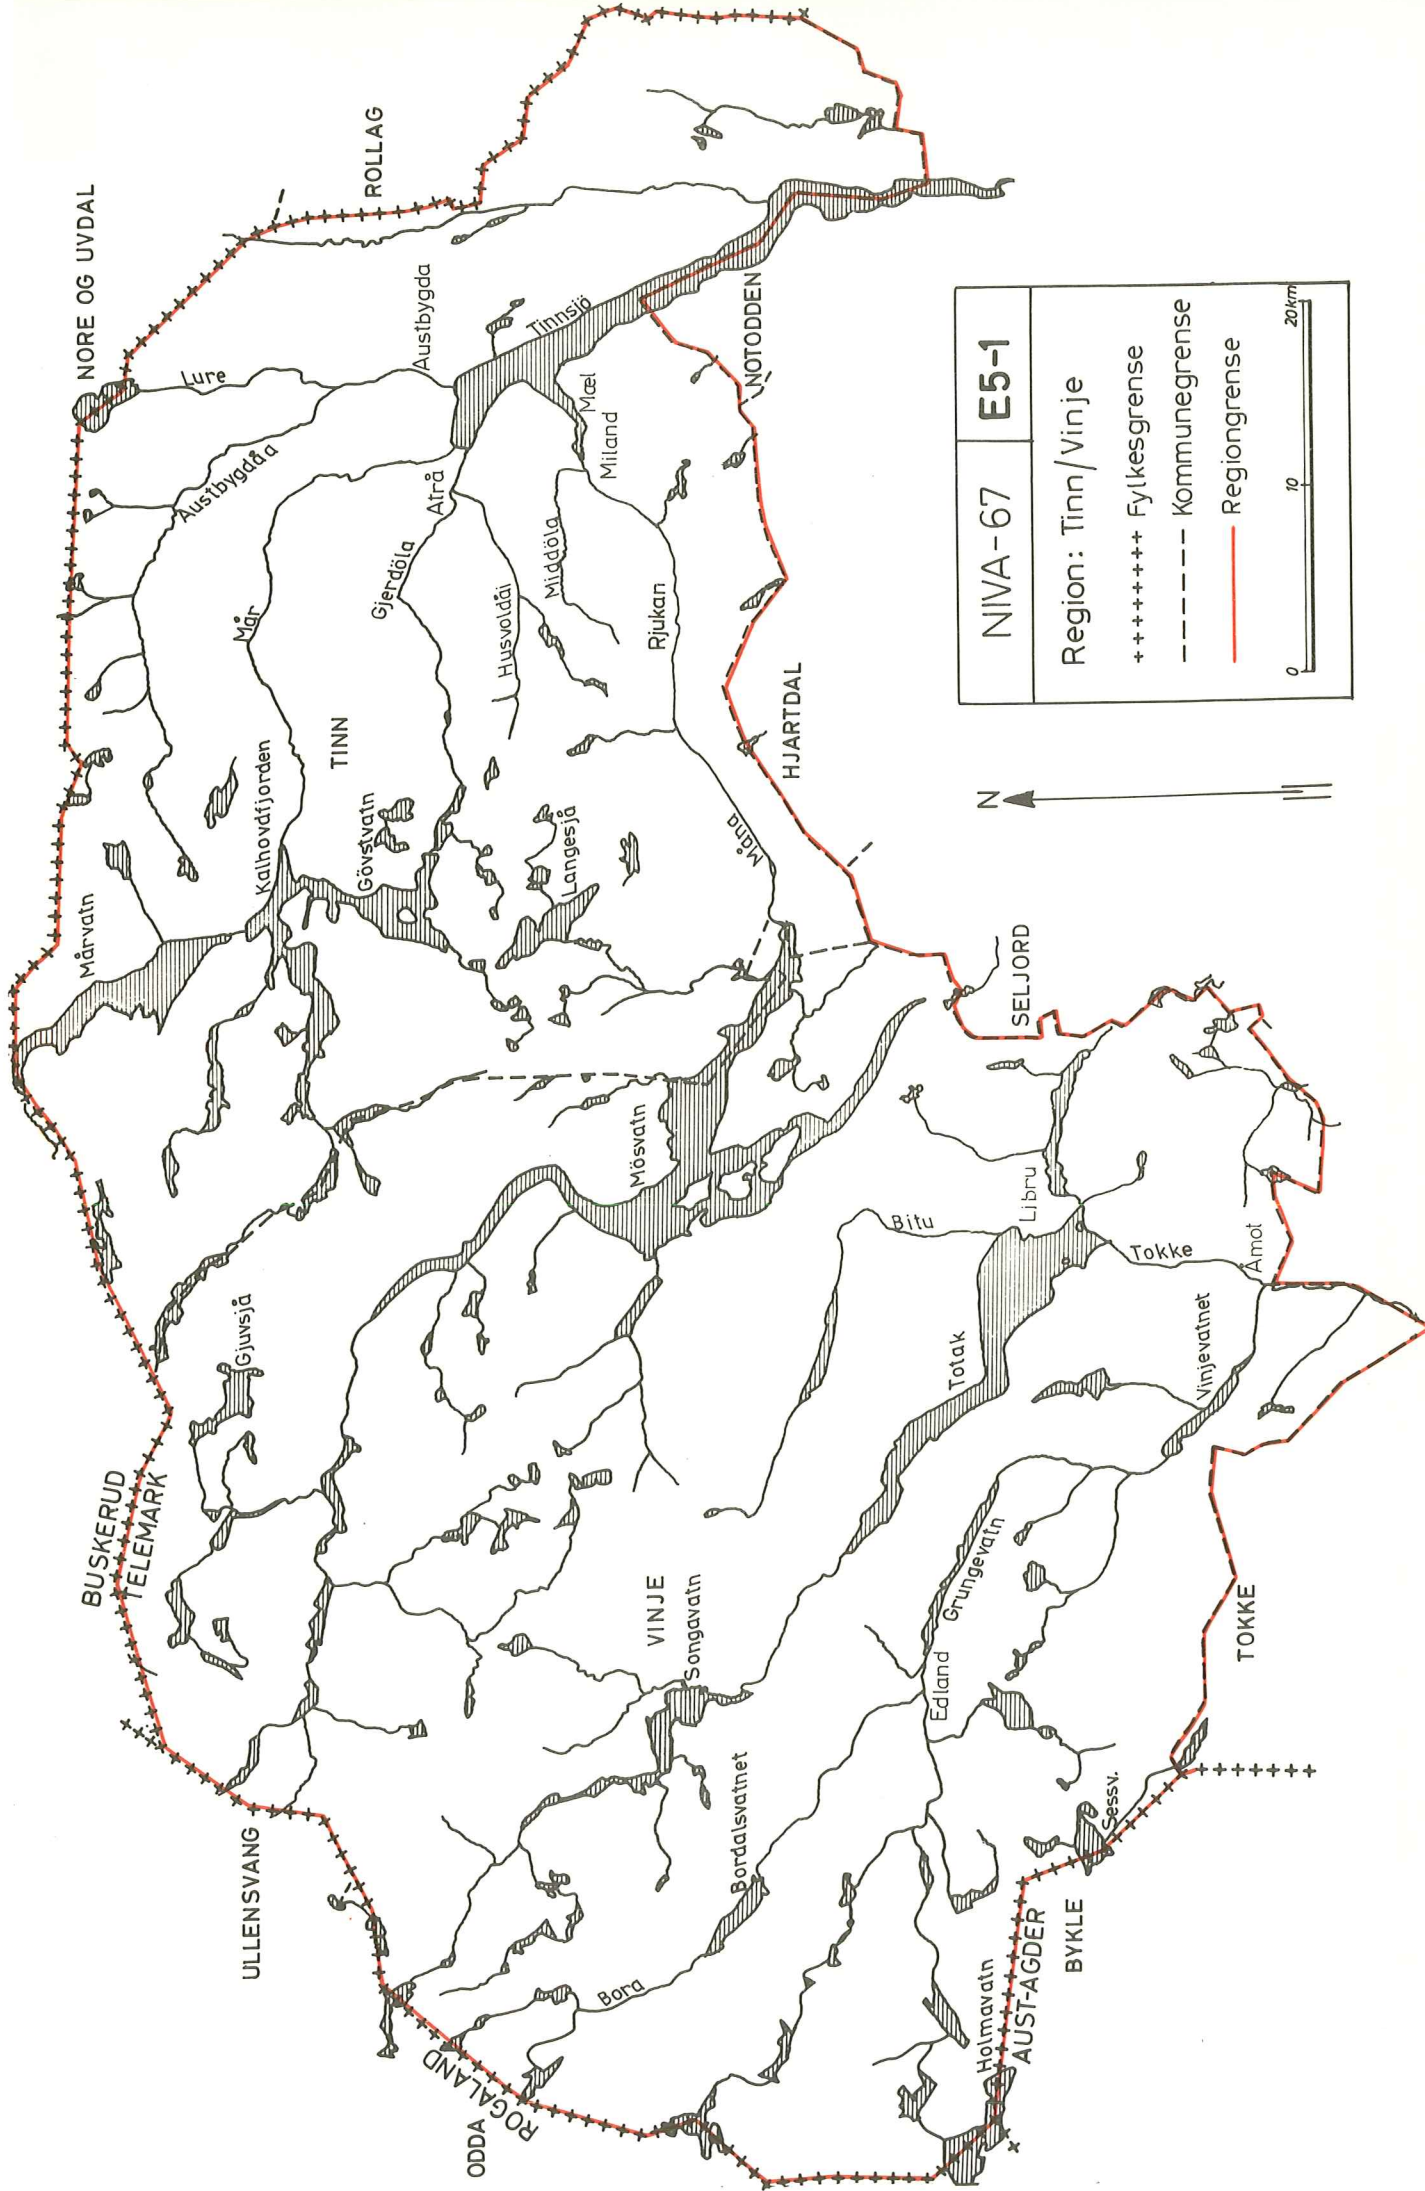 NORE OG UVDAL
ROLLAG
BUSKERUD
TELEMARK
ULLENSVANG
ODDA
ROGALAND
AUST-AGDER
BYKLE
TOKKE
SELJORD
HJARTDAL
NOTODDEN
TINN
VINJE
Mårvatn
Kalhovdfjorden
Gövstvatn
Langesjå
Mår
Austbygdåa
Lure
Austbygda
Tinnsjö
Atrå
Gjerdöla
Husvoldåi
Middöla
Mæl
Miland
Rjukan
Måna
Mösvatn
Gjuvsjå
Songavatn
Bordalsvatnet
Bora
Holmavatn
Sessv.
Edland
Grungevatn
Totak
Bitu
Libru
Tokke
Åmot
Vinjevatnet
N
NIVA-67
E5-1
Region: Tinn/Vinje
+++++++ Fylkesgrense
----- Kommunegrense
Regiongrense
0 10 20km